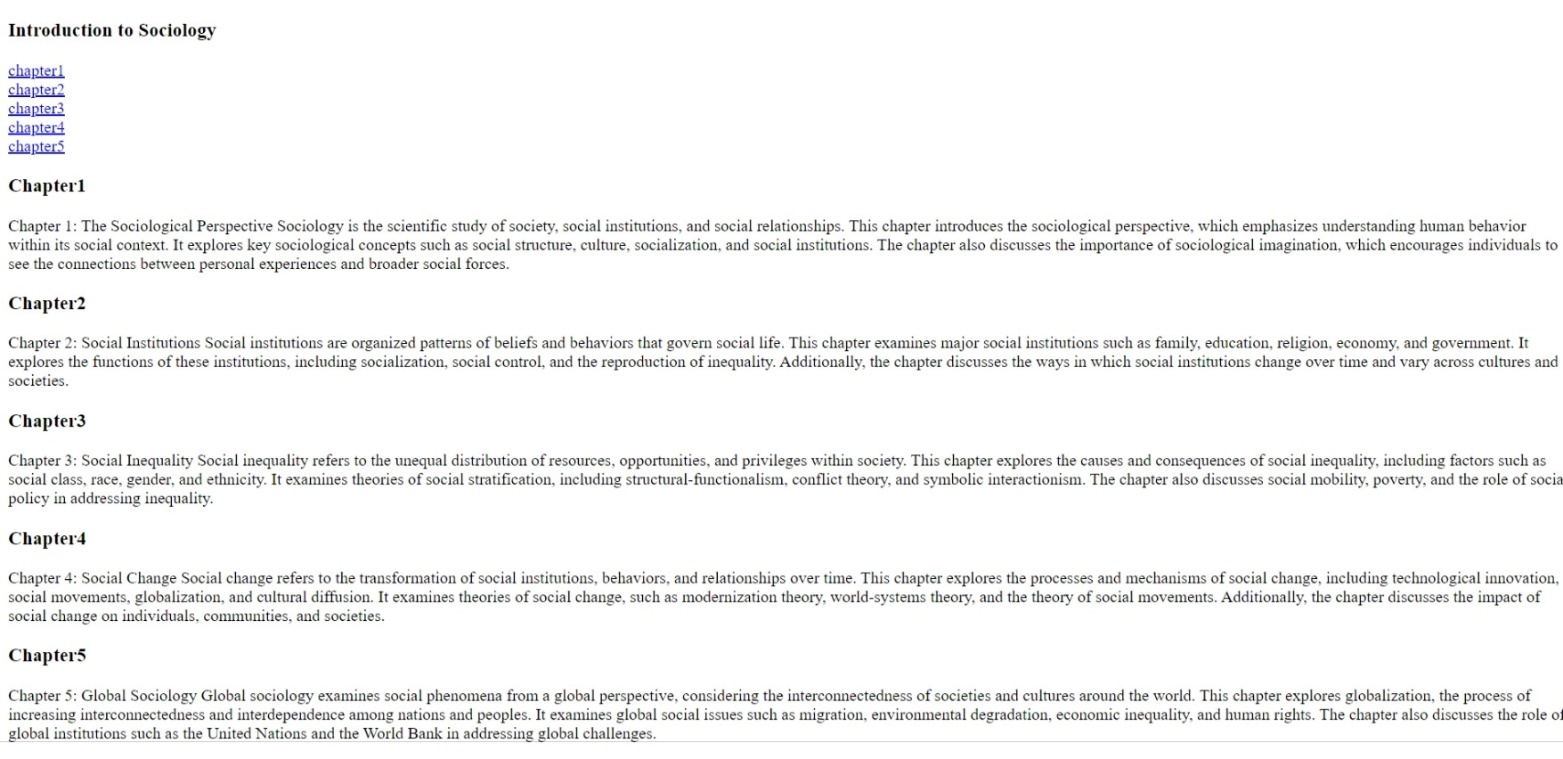 Introduction to Sociology
chapter1
chapter2
chapter3
chapter4
chapter5
Chapter1
Chapter 1: The Sociological Perspective Sociology is the scientific study of society, social institutions, and social relationships. This chapter introduces the sociological perspective, which emphasizes understanding human behavior
within its social context. It explores key sociological concepts such as social structure, culture, socialization, and social institutions. The chapter also discusses the importance of sociological imagination, which encourages individuals to
see the connections between personal experiences and broader social forces.
Chapter2
Chapter 2: Social Institutions Social institutions are organized patterns of beliefs and behaviors that govern social life. This chapter examines major social institutions such as family, education, religion, economy, and government. It
explores the functions of these institutions, including socialization, social control, and the reproduction of inequality. Additionally, the chapter discusses the ways in which social institutions change over time and vary across cultures and
societies.
Chapter3
Chapter 3: Social Inequality Social inequality refers to the unequal distribution of resources, opportunities, and privileges within society. This chapter explores the causes and consequences of social inequality, including factors such as
social class, race, gender, and ethnicity. It examines theories of social stratification, including structural-functionalism, conflict theory, and symbolic interactionism. The chapter also discusses social mobility, poverty, and the role of socia
policy in addressing inequality.
Chapter4
Chapter 4: Social Change Social change refers to the transformation of social institutions, behaviors, and relationships over time. This chapter explores the processes and mechanisms of social change, including technological innovation,
social movements, globalization, and cultural diffusion. It examines theories of social change, such as modernization theory, world-systems theory, and the theory of social movements. Additionally, the chapter discusses the impact of
social change on individuals, communities, and societies.
Chapter5
Chapter 5: Global Sociology Global sociology examines social phenomena from a global perspective, considering the interconnectedness of societies and cultures around the world. This chapter explores globalization, the process of
increasing interconnectedness and interdependence among nations and peoples. It examines global social issues such as migration, environmental degradation, economic inequality, and human rights. The chapter also discusses the role of
global institutions such as the United Nations and the World Bank in addressing global challenges.